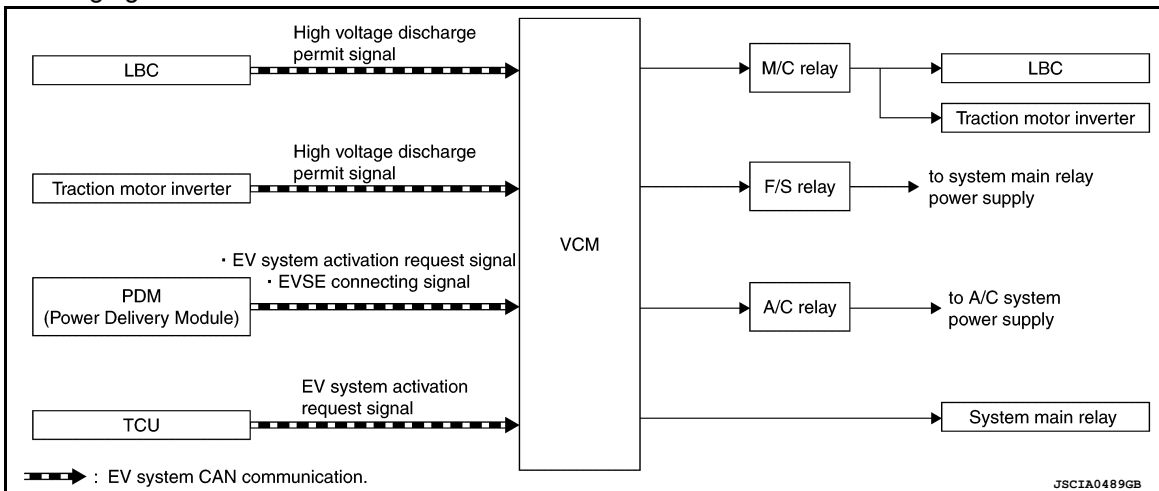 High voltage discharge
permit signal
LBC
VCM
M/C relay
LBC
Traction motor inverter
High voltage discharge
permit signal
Traction motor inverter
F/S relay
to system main relay
power supply
・EV system activation request signal
・EVSE connecting signal
PDM
(Power Delivery Module)
A/C relay
to A/C system
power supply
EV system activation
request signal
TCU
System main relay
: EV system CAN communication.
JSCIA0489GB